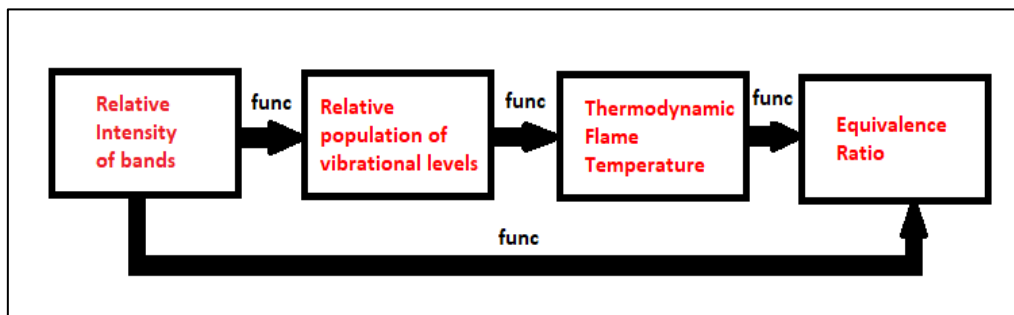 Relative
Intensity
of bands
func
Relative
population of
vibrational levels
func
Thermodynamic
Flame
Temperature
func
Equivalence
Ratio
func